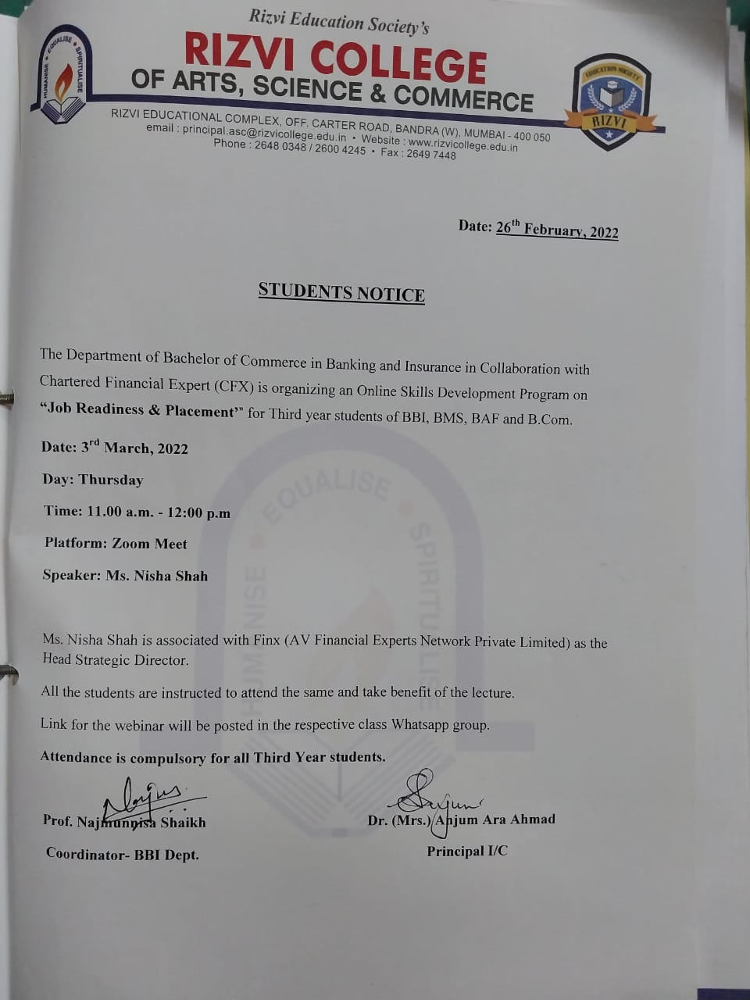 Rizvi Education Society's
RIZVI COLLEGE
OF ARTS, SCIENCE & COMMERCE
RIZVI EDUCATIONAL COMPLEX, OFF. CARTER ROAD, BANDRA (W), MUMBAI - 400 050
email : principal.asc@rizvicollege.edu.in • Website : www.rizvicollege.edu.in
Phone : 2648 0348 / 2600 4245 • Fax : 2649 7448
HUMANISE • EQUALISE • SPIRITUALISE
EDUCATION SOCIETY
RIZVI
Date: 26th February, 2022
STUDENTS NOTICE
The Department of Bachelor of Commerce in Banking and Insurance in Collaboration with
Chartered Financial Expert (CFX) is organizing an Online Skills Development Program on
“Job Readiness & Placement’” for Third year students of BBI, BMS, BAF and B.Com.
Date: 3rd March, 2022
Day: Thursday
Time: 11.00 a.m. - 12:00 p.m
Platform: Zoom Meet
Speaker: Ms. Nisha Shah
HUMANISE • EQUALISE • SPIRITUALISE
Ms. Nisha Shah is associated with Finx (AV Financial Experts Network Private Limited) as the
Head Strategic Director.
All the students are instructed to attend the same and take benefit of the lecture.
Link for the webinar will be posted in the respective class Whatsapp group.
Attendance is compulsory for all Third Year students.
Prof. Najmunnisa Shaikh
Dr. (Mrs.) Anjum Ara Ahmad
Coordinator- BBI Dept.
Principal I/C